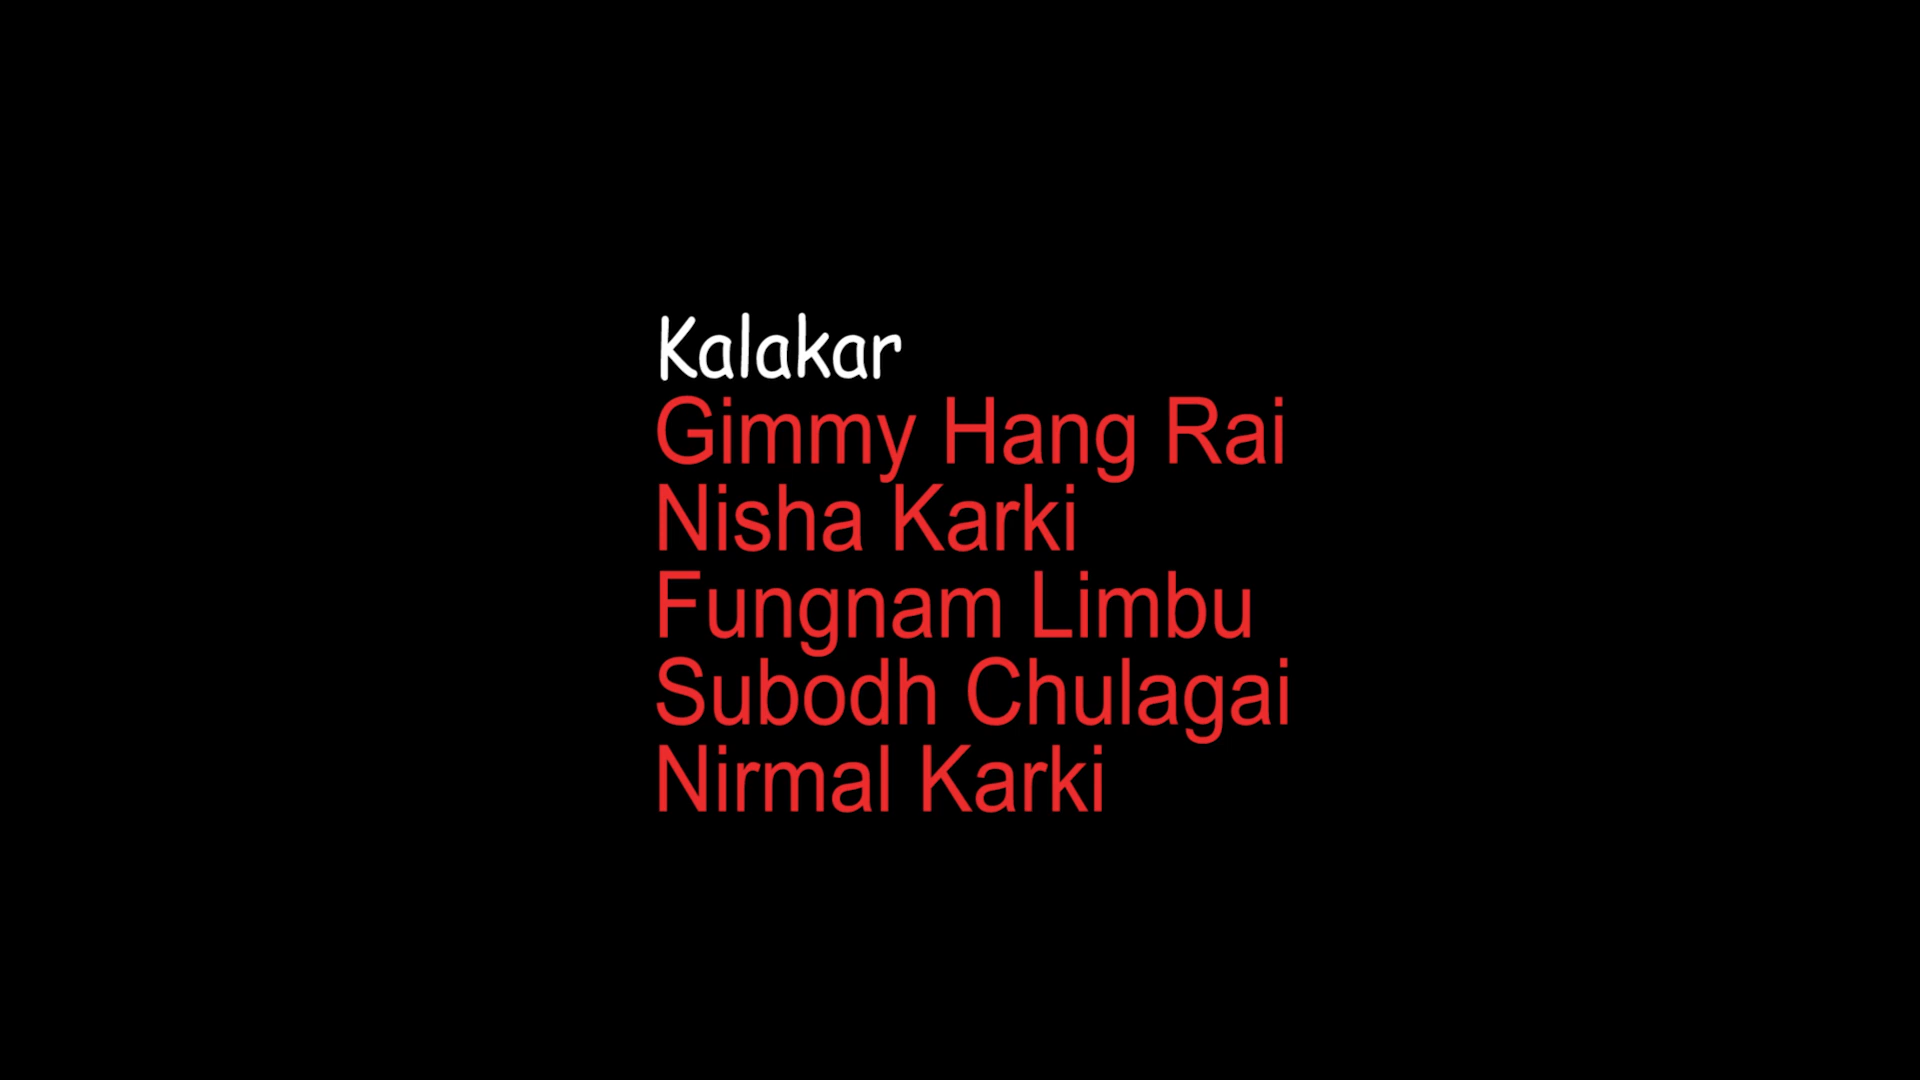 Kalakar
Gimmy Hang Rai
Nisha Karki
Fungnam Limbu
Subodh Chulagai
Nirmal Karki